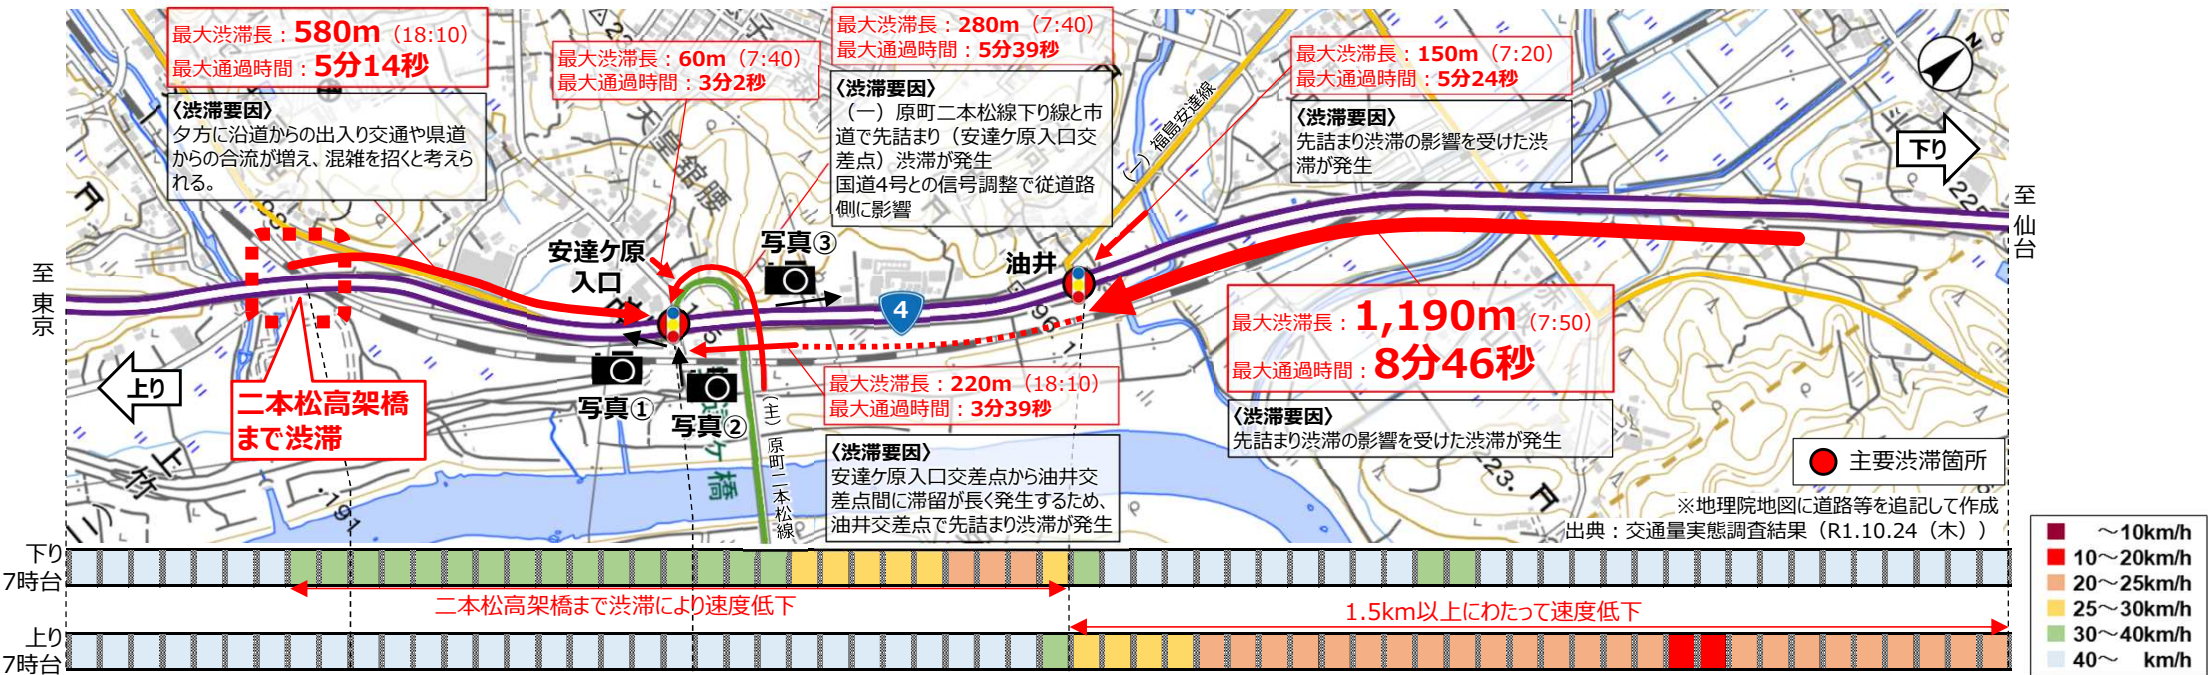 最大渋滞長：580m（18:10）
最大通過時間：5分14秒
〈渋滞要因〉
夕方に沿道からの出入り交通や県道
からの合流が増え、混雑を招くと考えら
れる。
最大渋滞長：60m（7:40）
最大通過時間：3分2秒
最大渋滞長：280m（7:40）
最大通過時間：5分39秒
〈渋滞要因〉
（一）原町二本松線下り線と市
道で先詰まり（安達ケ原入口交
差点）渋滞が発生
国道4号との信号調整で従道路
側に影響
最大渋滞長：150m（7:20）
最大通過時間：5分24秒
〈渋滞要因〉
先詰まり渋滞の影響を受けた渋
滞が発生
（一）福島安達線
N
下り
至仙台
至東京
上り
安達ケ原
入口
写真③
油井
4
写真①
写真②
二本松高架橋
まで渋滞
（主）原町二本松線
最大渋滞長：220m（18:10）
最大通過時間：3分39秒
〈渋滞要因〉
安達ケ原入口交差点から油井交
差点間に滞留が長く発生するため、
油井交差点で先詰まり渋滞が発生
最大渋滞長：1,190m（7:50）
最大通過時間：8分46秒
〈渋滞要因〉
先詰まり渋滞の影響を受けた渋滞が発生
主要渋滞箇所
※地理院地図に道路等を追記して作成
出典：交通量実態調査結果（R1.10.24（木））
下り
7時台
二本松高架橋まで渋滞により速度低下
1.5km以上にわたって速度低下
上り
7時台
～10km/h
10～20km/h
20～25km/h
25～30km/h
30～40km/h
40～ km/h